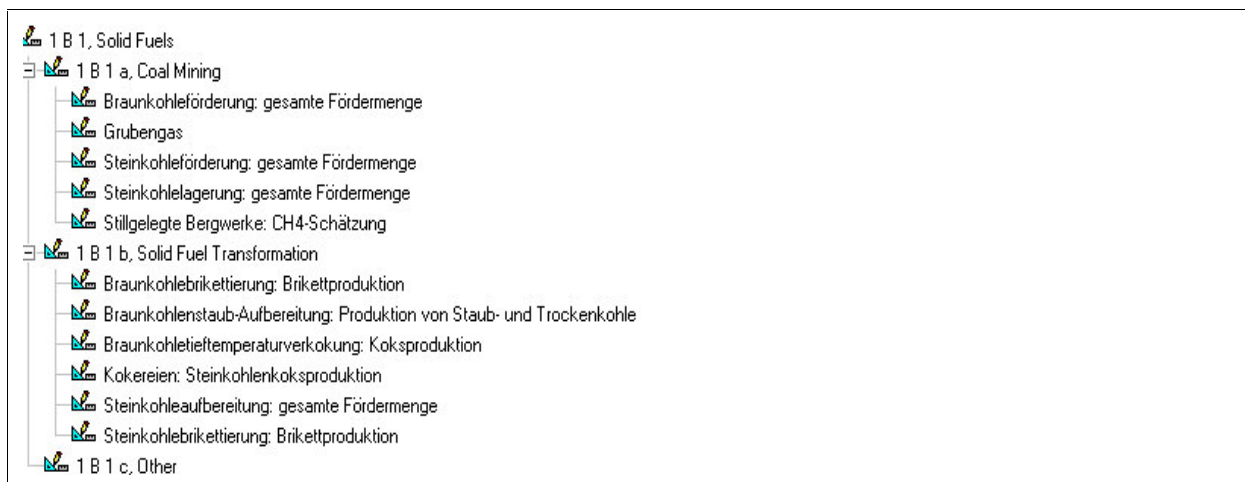 1 B 1, Solid Fuels
1 B 1 a, Coal Mining
Braunkohleförderung: gesamte Fördermenge
Grubengas
Steinkohleförderung: gesamte Fördermenge
Steinkohlelagerung: gesamte Fördermenge
Stillgelegte Bergwerke: CH4-Schätzung
1 B 1 b, Solid Fuel Transformation
Braunkohlebrikettierung: Brikettproduktion
Braunkohlenstaub-Aufbereitung: Produktion von Staub- und Trockenkohle
Braunkohletieftemperaturverkokung: Koksproduktion
Kokereien: Steinkohlenkoksproduktion
Steinkohleaufbereitung: gesamte Fördermenge
Steinkohlebrikettierung: Brikettproduktion
1 B 1 c, Other